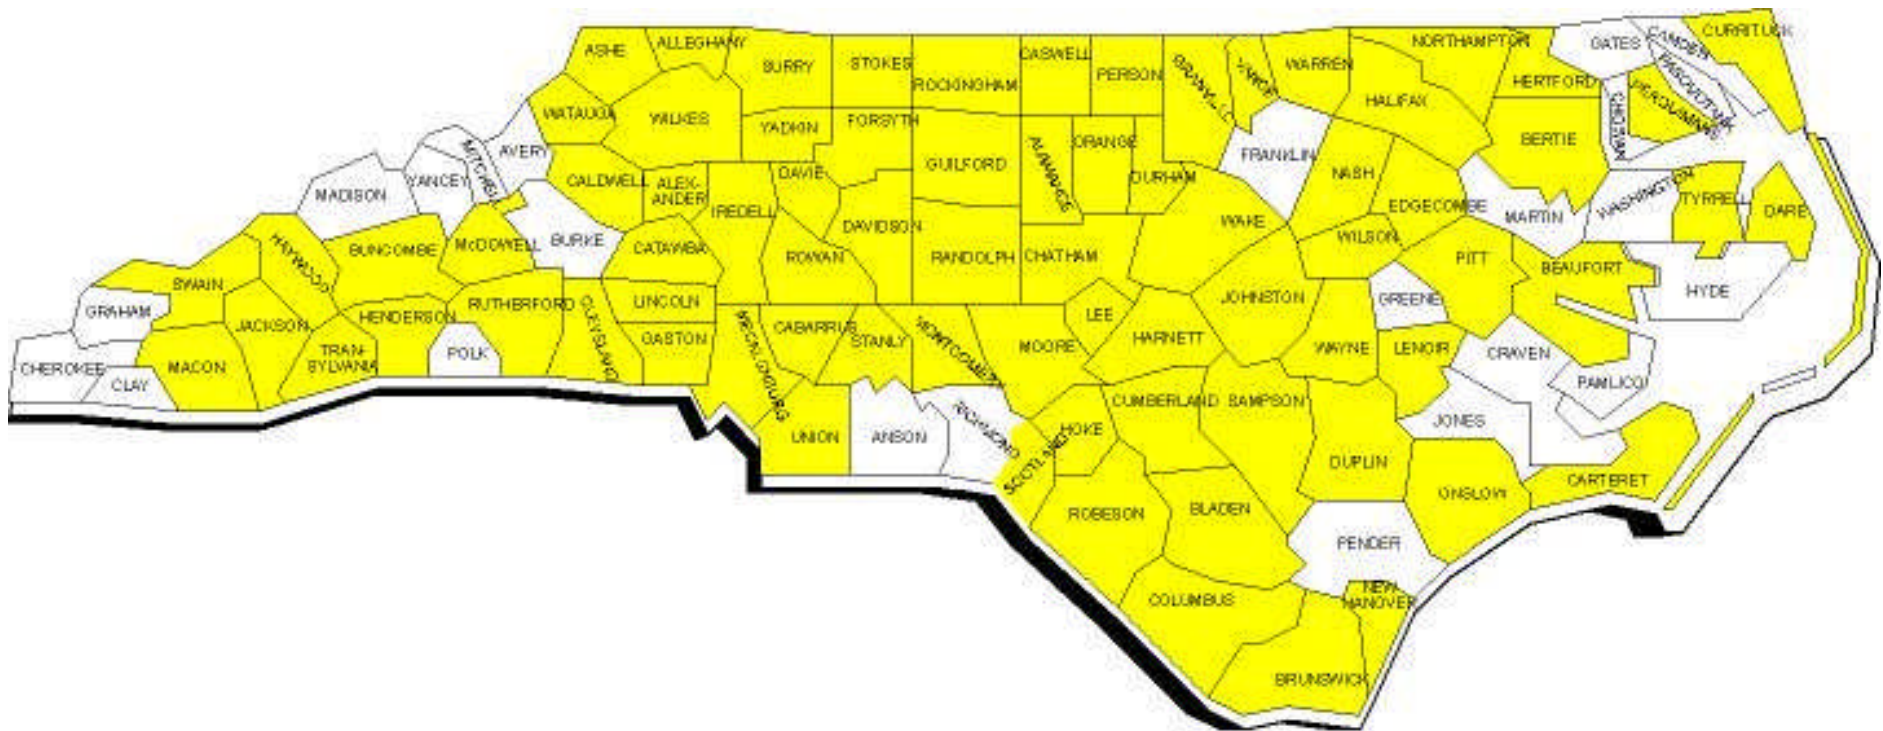 ASHE
ALLEGHANY
SURRY
STOKES
ROCKINGHAM
CASWELL
PERSON
GRANVILLE
VANCE
WARREN
NORTHAMPTON
HERTFORD
GATES
CAMDEN
CURRITUCK
PASQUOTANK
PERQUIMANS
CHOWAN
HALIFAX
BERTIE
WATAUGA
WILKES
YADKIN
FORSYTH
GUILFORD
ALAMANCE
ORANGE
DURHAM
FRANKLIN
NASH
EDGECOMBE
MARTIN
WASHINGTON
TYRRELL
DARE
AVERY
MITCHELL
YANCEY
MADISON
CALDWELL
ALEX-
ANDER
IREDELL
DAVIE
DAVIDSON
RANDOLPH
CHATHAM
WAKE
WILSON
PITT
BEAUFORT
HYDE
HAYWOOD
BUNCOMBE
McDOWELL
BURKE
CATAWBA
ROWAN
SWAIN
GRAHAM
JACKSON
HENDERSON
RUTHERFORD
CLEVELAND
LINCOLN
GASTON
MECKLENBURG
CABARRUS
STANLY
MONTGOMERY
MOORE
LEE
HARNETT
JOHNSTON
WAYNE
GREENE
LENOIR
CRAVEN
PAMLICO
CHEROKEE
CLAY
MACON
TRAN-
SYLVANIA
POLK
UNION
ANSON
RICHMOND
SCOTLAND
HOKE
CUMBERLAND
SAMPSON
DUPLIN
JONES
ONSLOW
CARTERET
ROBESON
BLADEN
PENDER
COLUMBUS
NEW
HANOVER
BRUNSWICK